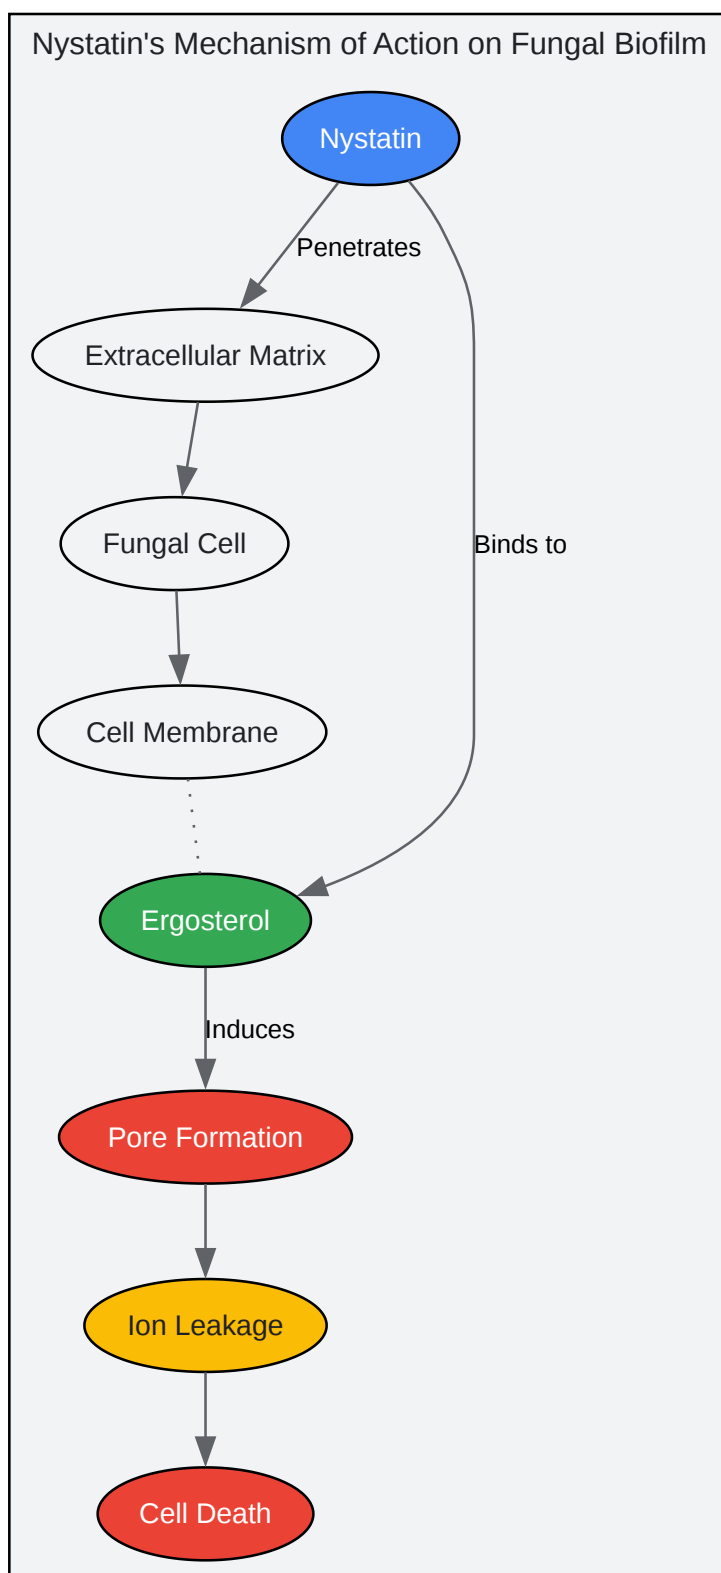 Nystatin's Mechanism of Action on Fungal Biofilm
Nystatin
Penetrates
Extracellular Matrix
Fungal Cell
Binds to
Cell Membrane
Ergosterol
Induces
Pore Formation
Ion Leakage
Cell Death